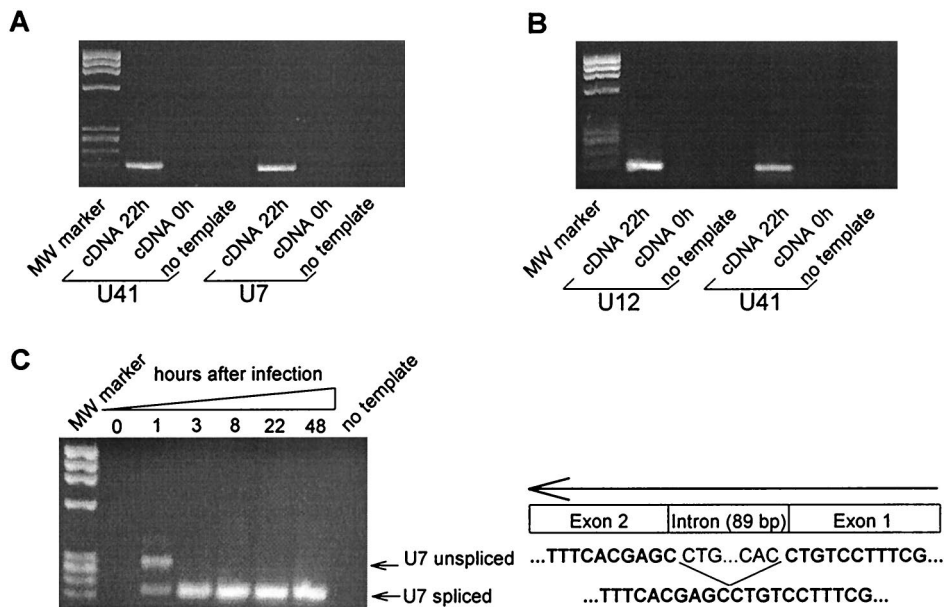 A
MW marker
cDNA 22h
cDNA 0h
no template
cDNA 22h
cDNA 0h
no template
U41
U7
B
MW marker
cDNA 22h
cDNA 0h
no template
cDNA 22h
cDNA 0h
no template
U12
U41
C
MW marker
hours after infection
no template
0 1 3 8 22 48
U7 unspliced
U7 spliced
Exon 2 Intron (89 bp) Exon 1
...TTTCACGAGC CTG...CAC CTGTCCTTTCG...
...TTTCACGAGCCTGTCCTTTCG...